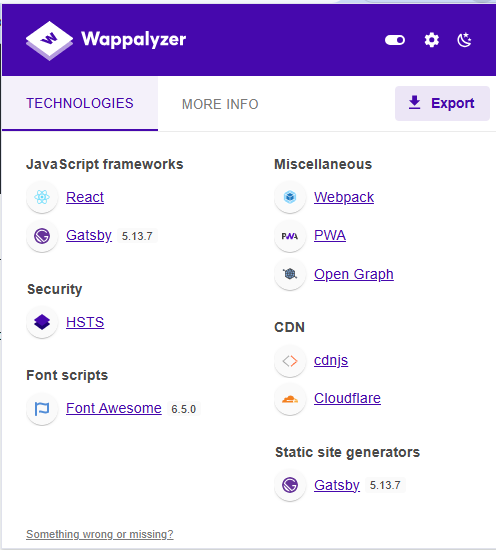 Wappalyzer
TECHNOLOGIES
MORE INFO
Export
JavaScript frameworks
React
Gatsby 5.13.7
Security
HSTS
Font scripts
Font Awesome 6.5.0
Miscellaneous
Webpack
PWA
PWA
Open Graph
CDN
cdnjs
Cloudflare
Static site generators
Gatsby 5.13.7
Something wrong or missing?